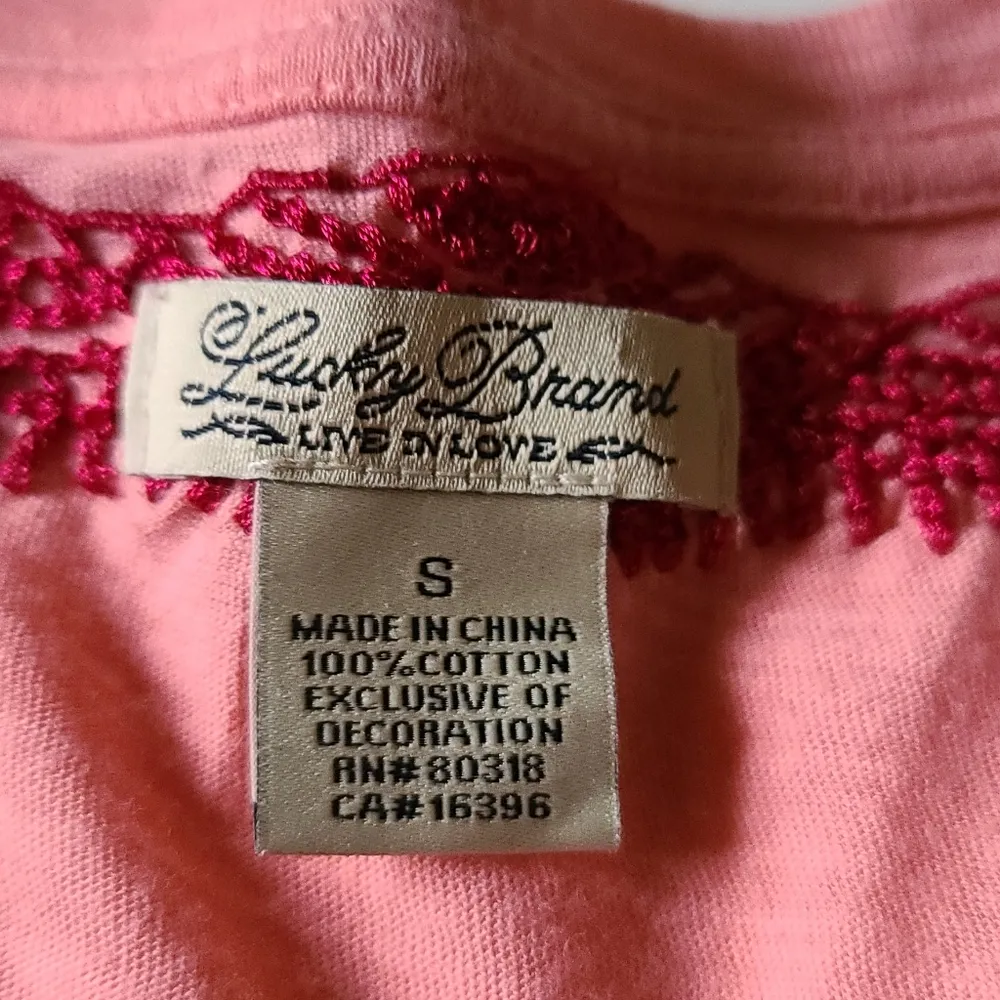 Lucky Brand
LIVE IN LOVE
S
MADE IN CHINA
100% COTTON
EXCLUSIVE OF
DECORATION
RN# 80318
CA# 16396